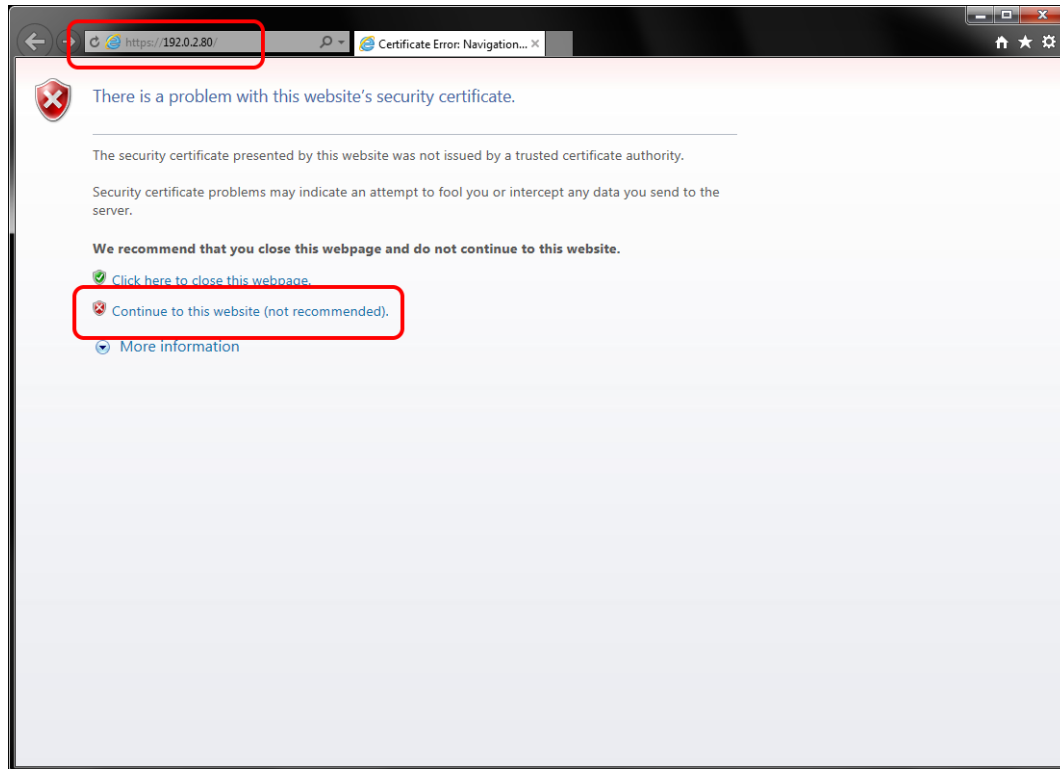 https://192.0.2.80/ Certificate Error: Navigation...
There is a problem with this website's security certificate.
The security certificate presented by this website was not issued by a trusted certificate authority.
Security certificate problems may indicate an attempt to fool you or intercept any data you send to the
server.
We recommend that you close this webpage and do not continue to this website.
Click here to close this webpage.
Continue to this website (not recommended).
More information